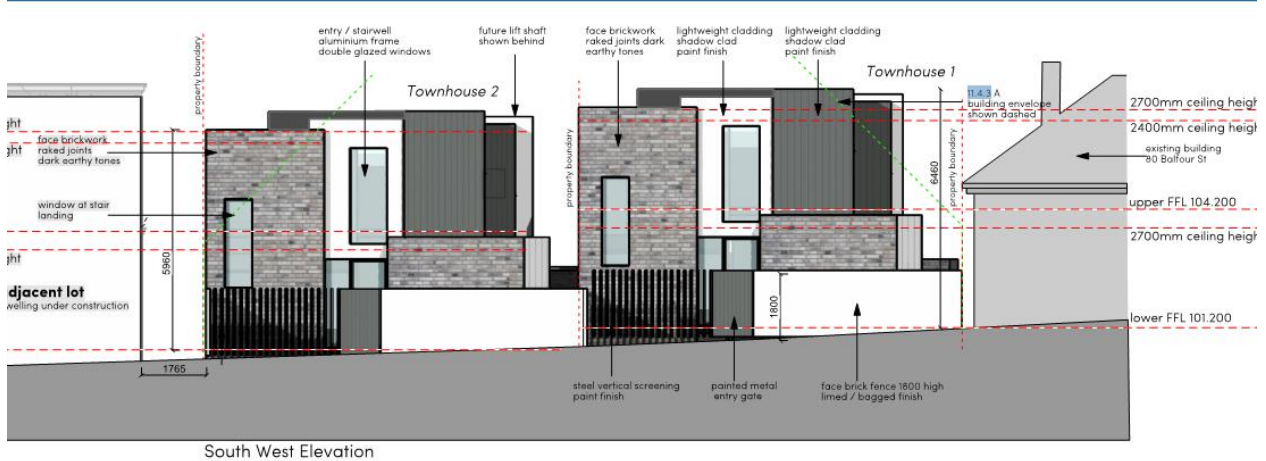 entry / stairwell
aluminium frame
double glazed windows
future lift shaft
shown behind
face brickwork
raked joints dark
earthy tones
lightweight cladding
shadow clad
paint finish
lightweight cladding
shadow clad
paint finish
property boundary
Townhouse 2
Townhouse 1
11.4.3 A
building envelope
shown dashed
2700mm ceiling heigh
2400mm ceiling heigh
existing building
80 Balfour St
ght
ght
face brickwork
raked joints
dark earthy tones
property boundary
property boundary
6460
window at stair
landing
upper FFL 104.200
2700mm ceiling heigh
5960
ght
djacent lot
welling under construction
1800
lower FFL 101.200
1765
steel vertical screening
paint finish
painted metal
entry gate
face brick fence 1800 high
limed / bagged finish
South West Elevation